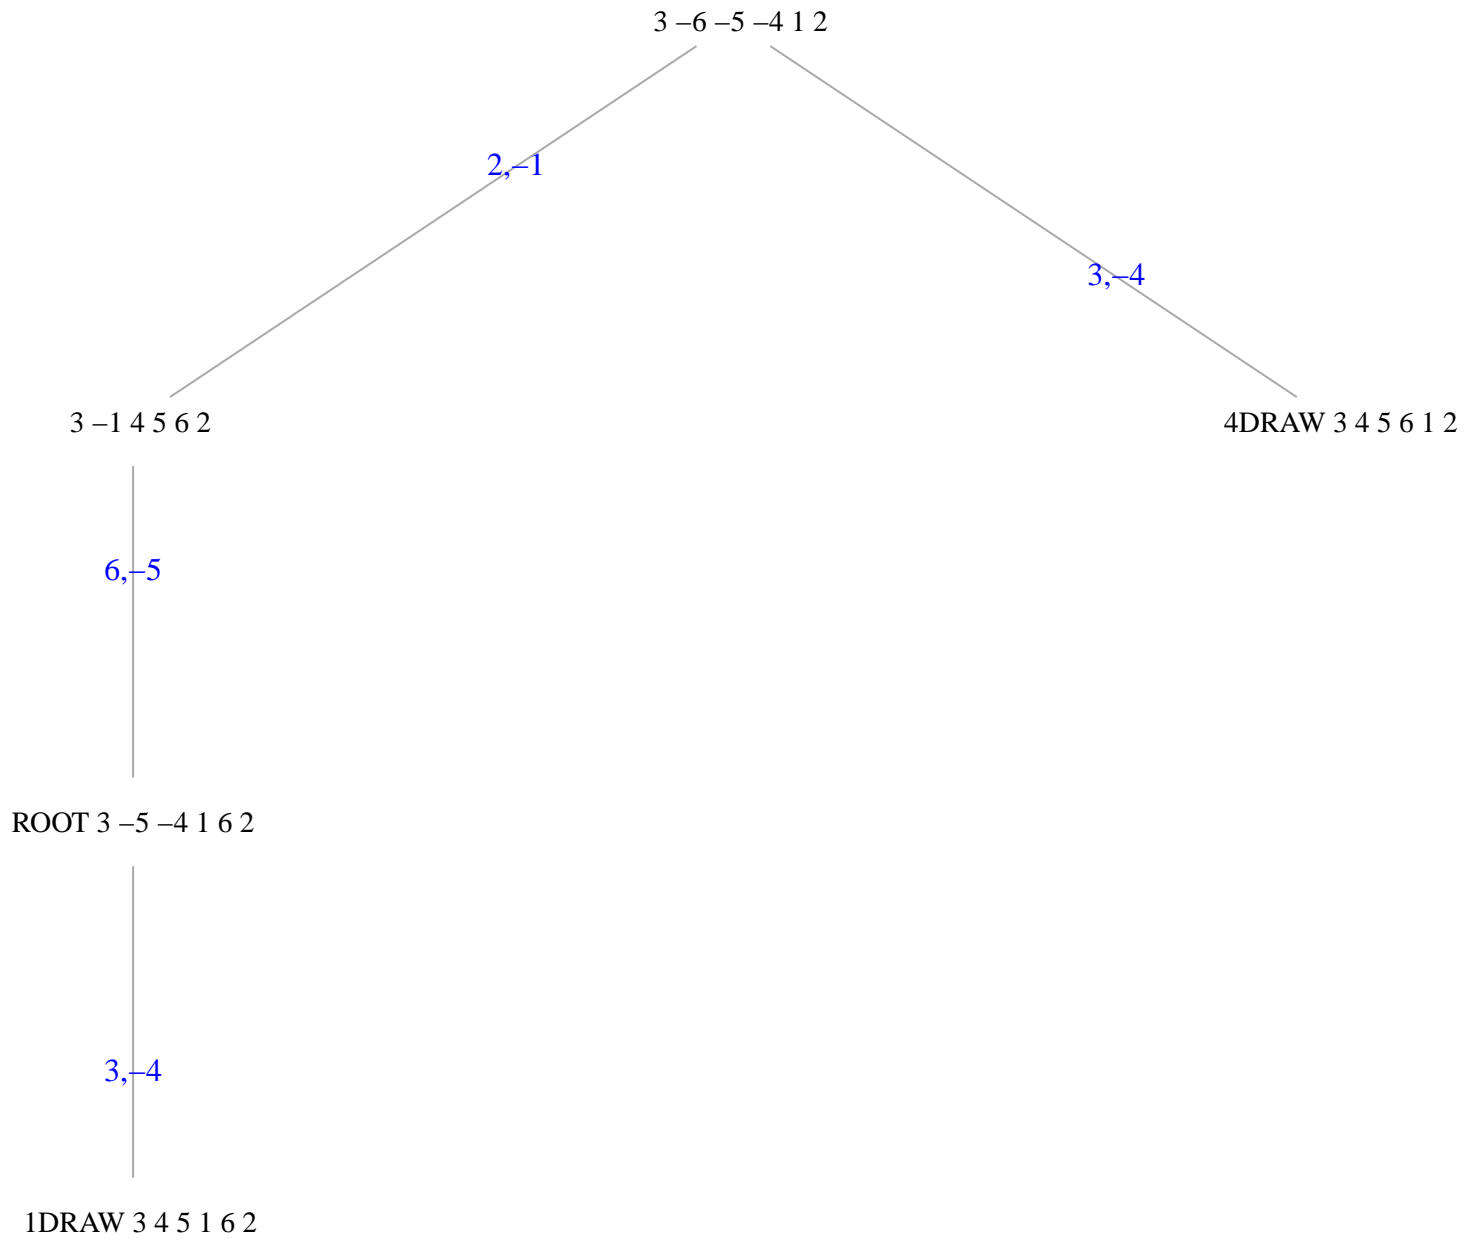 3 –6 –5 –4 1 2
2,–1
3,–4
3 –1 4 5 6 2
4DRAW 3 4 5 6 1 2
6,–5
ROOT 3 –5 –4 1 6 2
3,–4
1DRAW 3 4 5 1 6 2